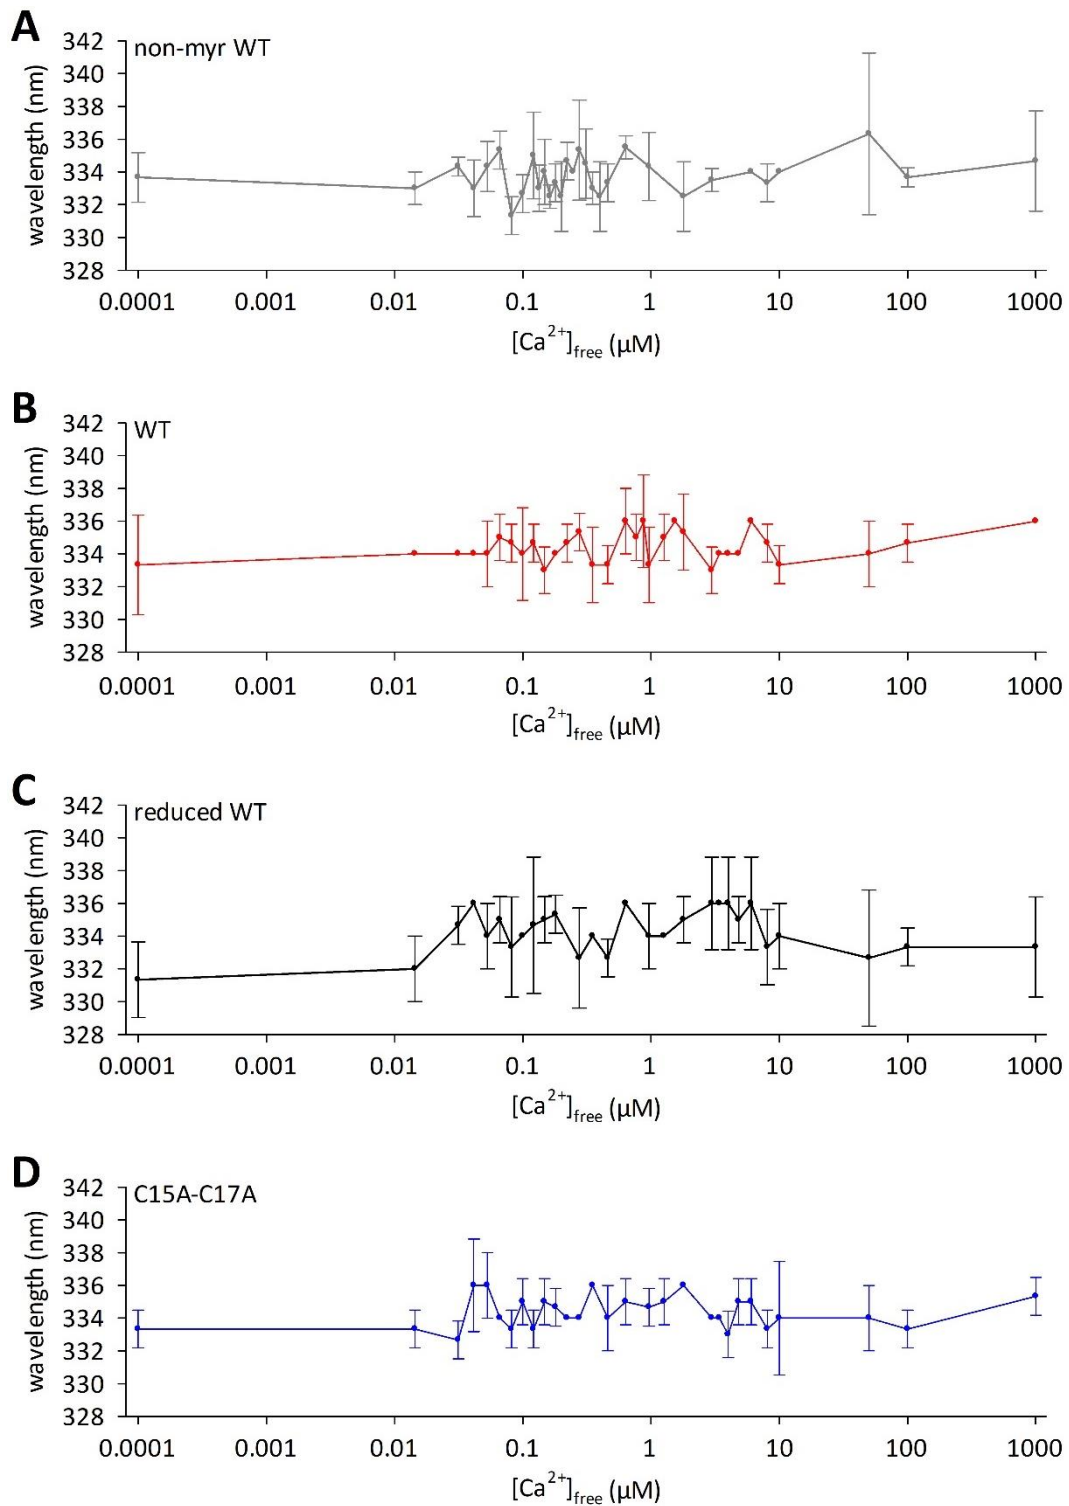 A
non-myr WT
wavelength (nm)
342
340
338
336
334
332
330
328
0.0001 0.001 0.01 0.1 1 10 100 1000
[Ca²⁺]free (µM)
B
WT
wavelength (nm)
342
340
338
336
334
332
330
328
0.0001 0.001 0.01 0.1 1 10 100 1000
[Ca²⁺]free (µM)
C
reduced WT
wavelength (nm)
342
340
338
336
334
332
330
328
0.0001 0.001 0.01 0.1 1 10 100 1000
[Ca²⁺]free (µM)
D
C15A-C17A
wavelength (nm)
342
340
338
336
334
332
330
328
0.0001 0.001 0.01 0.1 1 10 100 1000
[Ca²⁺]free (µM)